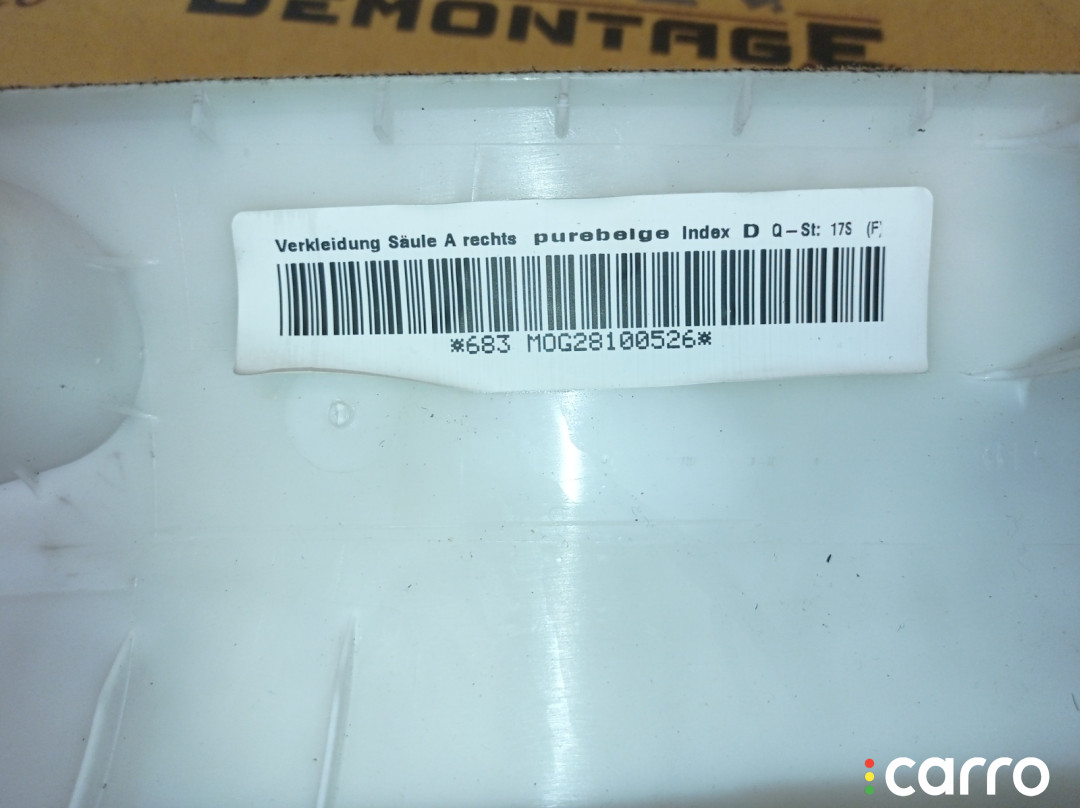 DEMONTAGE
Verkleidung Säule A rechts purebeige Index D Q-St: 17S (F)
*683 MOG28100526*
carro